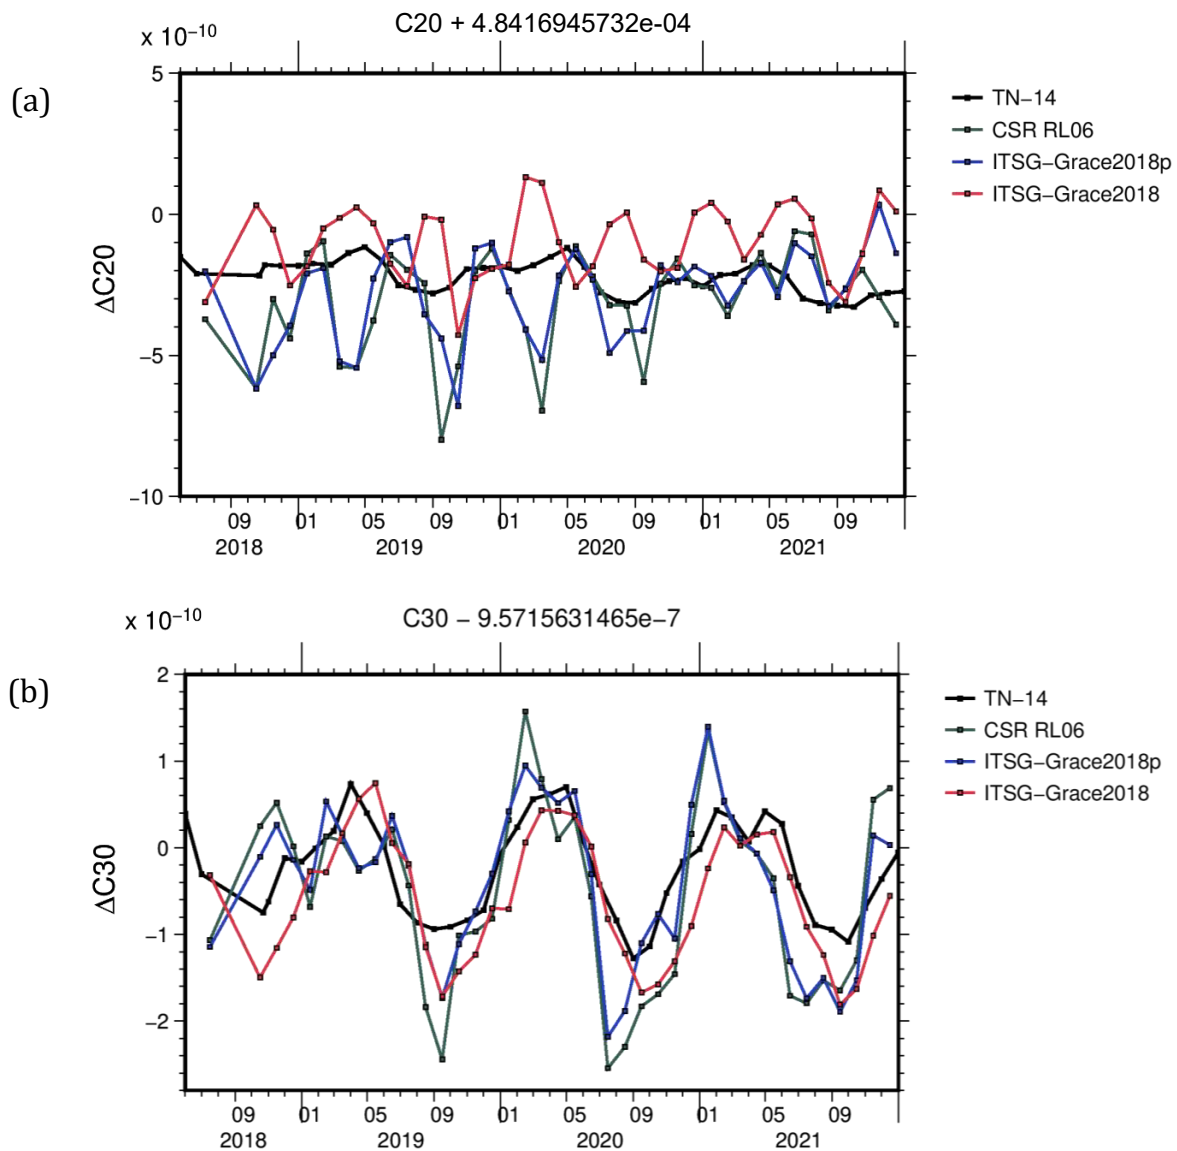 C20 + 4.8416945732e-04
x 10⁻¹⁰
(a)
5
0
−5
−10
ΔC20
TN−14
CSR RL06
ITSG−Grace2018p
ITSG−Grace2018
09 01 05 09 01 05 09 01 05 09
2018 2019 2020 2021
C30 − 9.5715631465e−7
x 10⁻¹⁰
(b)
2
1
0
−1
−2
ΔC30
TN−14
CSR RL06
ITSG−Grace2018p
ITSG−Grace2018
09 01 05 09 01 05 09 01 05 09
2018 2019 2020 2021